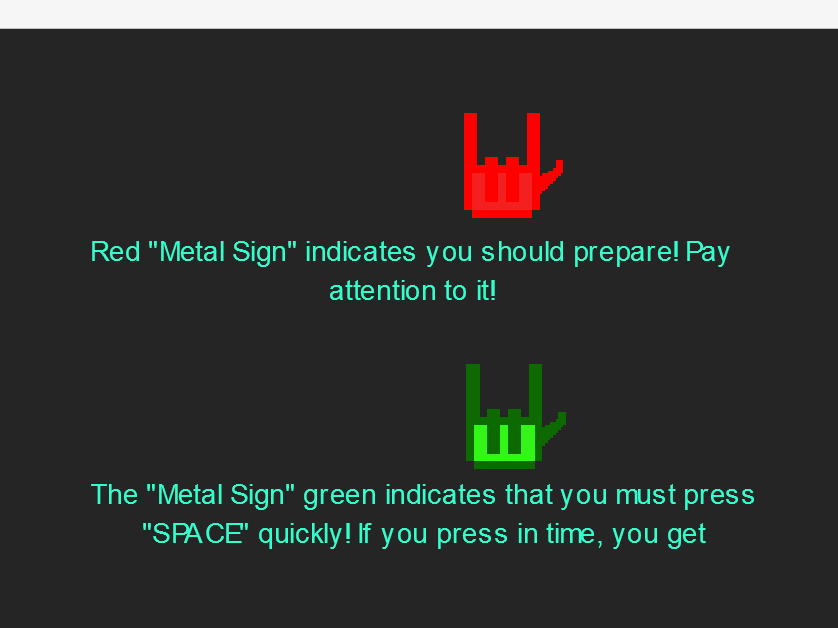 Red "Metal Sign" indicates you should prepare! Pay
attention to it!
The "Metal Sign" green indicates that you must press
"SPACE" quickly! If you press in time, you get